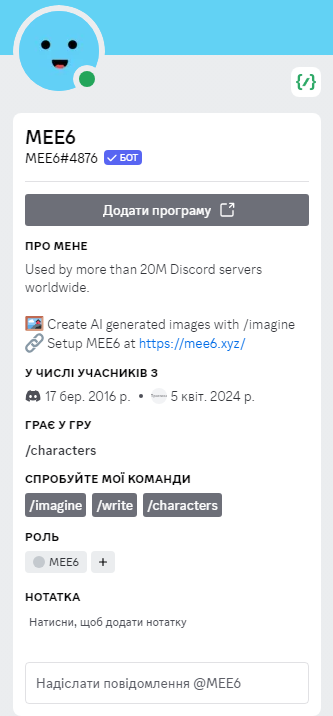 MEE6
MEE6#4876 БОТ
Додати програму
ПРО МЕНЕ
Used by more than 20M Discord servers
worldwide.
Create AI generated images with /imagine
Setup MEE6 at https://mee6.xyz/
У ЧИСЛІ УЧАСНИКІВ З
17 бер. 2016 р. • 5 квіт. 2024 р.
ГРАЄ У ГРУ
/characters
СПРОБУЙТЕ МОЇ КОМАНДИ
/imagine /write /characters
РОЛЬ
MEE6 +
НОТАТКА
Натисни, щоб додати нотатку
Надіслати повідомлення @MEE6